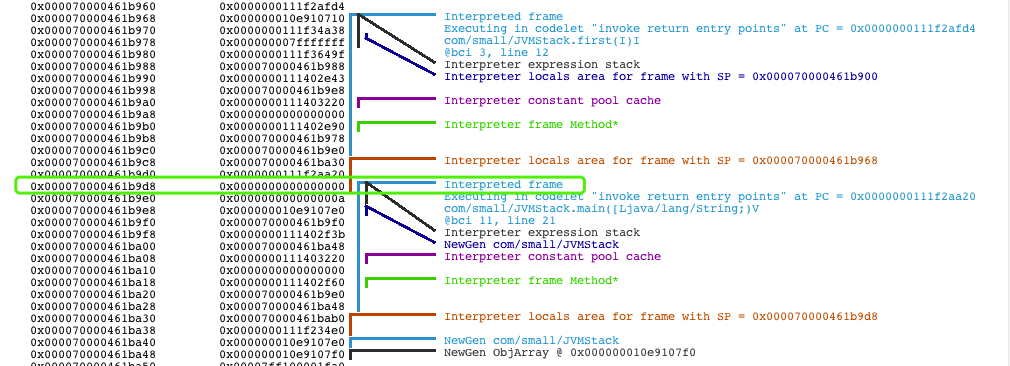 0x000070000461b960 0x0000000111f2afd4
0x000070000461b968 0x000000010e910710 Interpreted frame
0x000070000461b970 0x0000000111f34a38 Executing in codelet "invoke return entry points" at PC = 0x0000000111f2afd4
0x000070000461b978 0x000000007fffffff com/small/JVMStack.first(I)I
0x000070000461b980 0x0000000111f3649f @bci 3, line 12
0x000070000461b988 0x000070000461b988 Interpreter expression stack
0x000070000461b990 0x0000000111402e43 Interpreter locals area for frame with SP = 0x000070000461b900
0x000070000461b998 0x000070000461b9e8
0x000070000461b9a0 0x0000000111403220 Interpreter constant pool cache
0x000070000461b9a8 0x0000000000000000
0x000070000461b9b0 0x0000000111402e90 Interpreter frame Method*
0x000070000461b9b8 0x000070000461b978
0x000070000461b9c0 0x000070000461b9e0
0x000070000461b9c8 0x000070000461ba30 Interpreter locals area for frame with SP = 0x000070000461b968
0x000070000461b9d0 0x0000000111f2aa20
0x000070000461b9d8 0x0000000000000000 Interpreted frame
0x000070000461b9e0 0x000000000000000a Executing in codelet "invoke return entry points" at PC = 0x0000000111f2aa20
0x000070000461b9e8 0x000000010e9107e0 com/small/JVMStack.main([Ljava/lang/String;)V
0x000070000461b9f0 0x000070000461b9f0 @bci 11, line 21
0x000070000461b9f8 0x0000000111402f3b Interpreter expression stack
0x000070000461ba00 0x000070000461ba48 NewGen com/small/JVMStack
0x000070000461ba08 0x0000000111403220 Interpreter constant pool cache
0x000070000461ba10 0x0000000000000000
0x000070000461ba18 0x0000000111402f60 Interpreter frame Method*
0x000070000461ba20 0x000070000461b9e0
0x000070000461ba28 0x000070000461ba48
0x000070000461ba30 0x000070000461bab0 Interpreter locals area for frame with SP = 0x000070000461b9d8
0x000070000461ba38 0x0000000111f234e0
0x000070000461ba40 0x000000010e9107e0 NewGen com/small/JVMStack
0x000070000461ba48 0x000000010e9107f0 NewGen ObjArray @ 0x000000010e9107f0